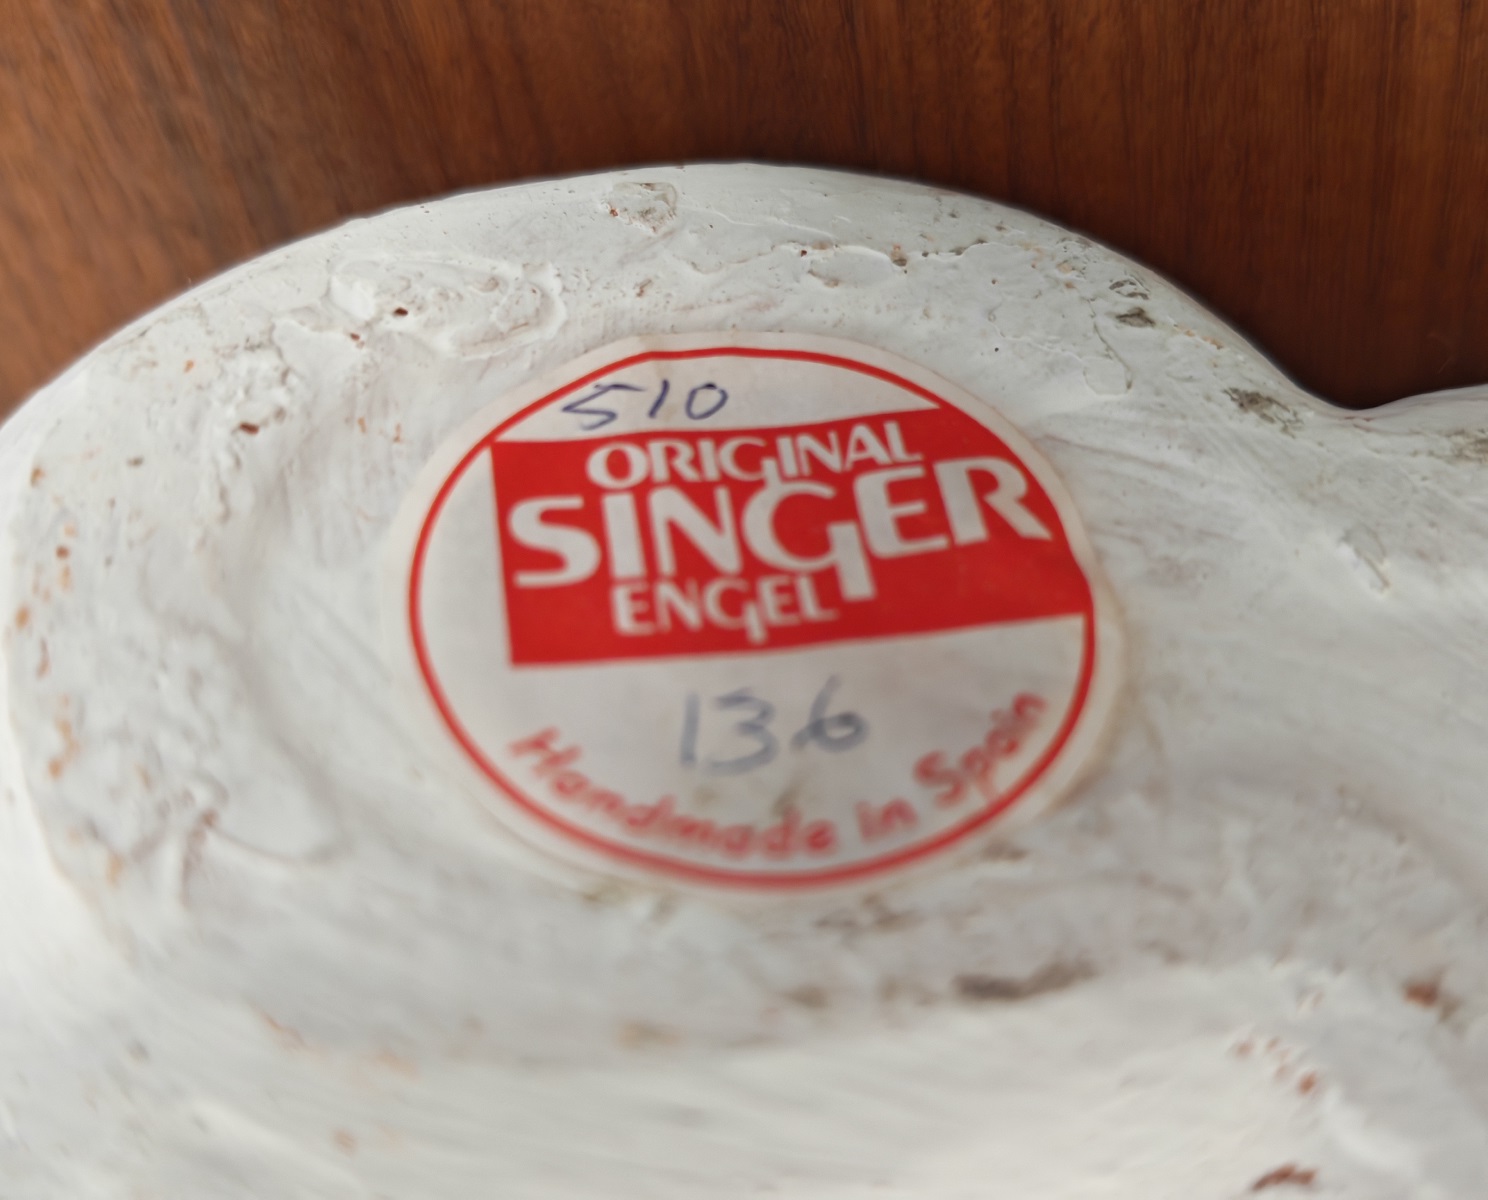 510
ORIGINAL
SINGER
ENGEL
136
Handmade in Spain